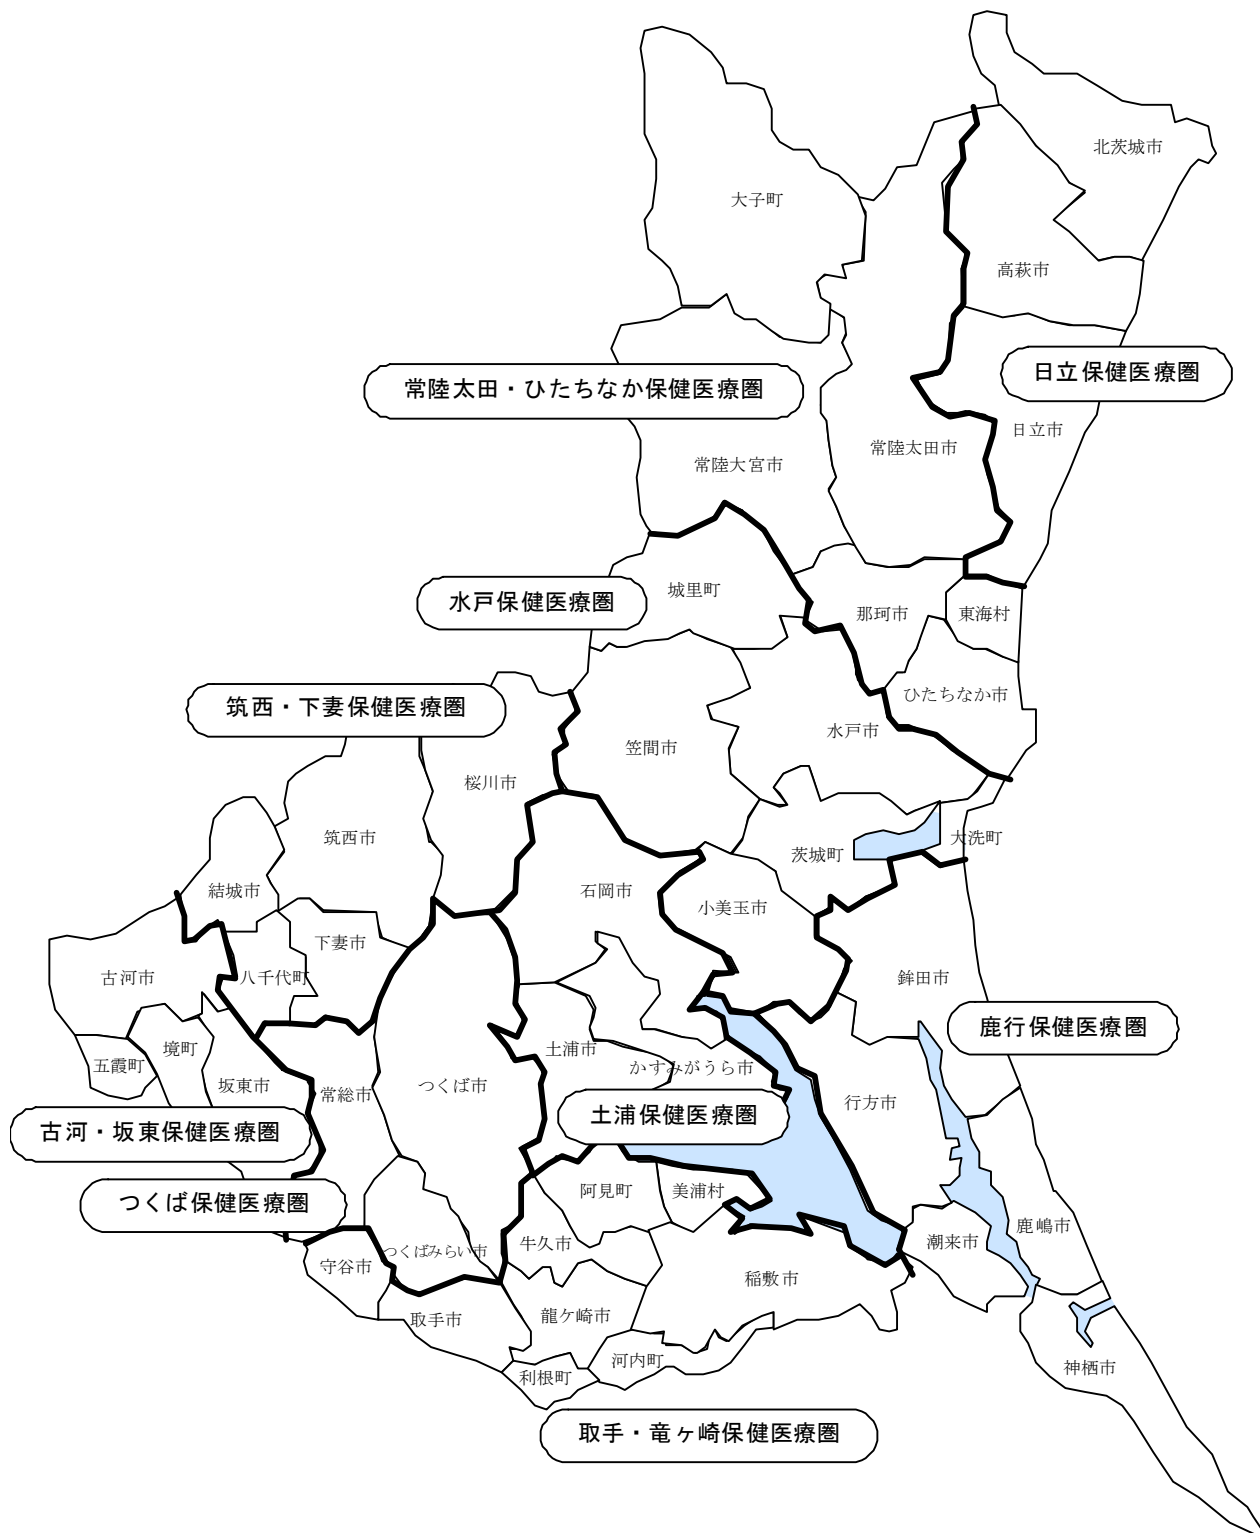 北茨城市
大子町
高萩市
日立保健医療圏
常陸太田・ひたちなか保健医療圏
日立市
常陸太田市
常陸大宮市
城里町
水戸保健医療圏
那珂市
東海村
ひたちなか市
筑西・下妻保健医療圏
水戸市
笠間市
桜川市
筑西市
大洗町
茨城町
石岡市
結城市
小美玉市
下妻市
古河市
八千代町
鉾田市
鹿行保健医療圏
境町
土浦市
五霞町
かすみがうら市
坂東市
つくば市
常総市
行方市
土浦保健医療圏
古河・坂東保健医療圏
阿見町
美浦村
つくば保健医療圏
鹿嶋市
潮来市
牛久市
つくばみらい市
守谷市
稲敷市
取手市
龍ケ崎市
河内町
神栖市
利根町
取手・竜ヶ崎保健医療圏